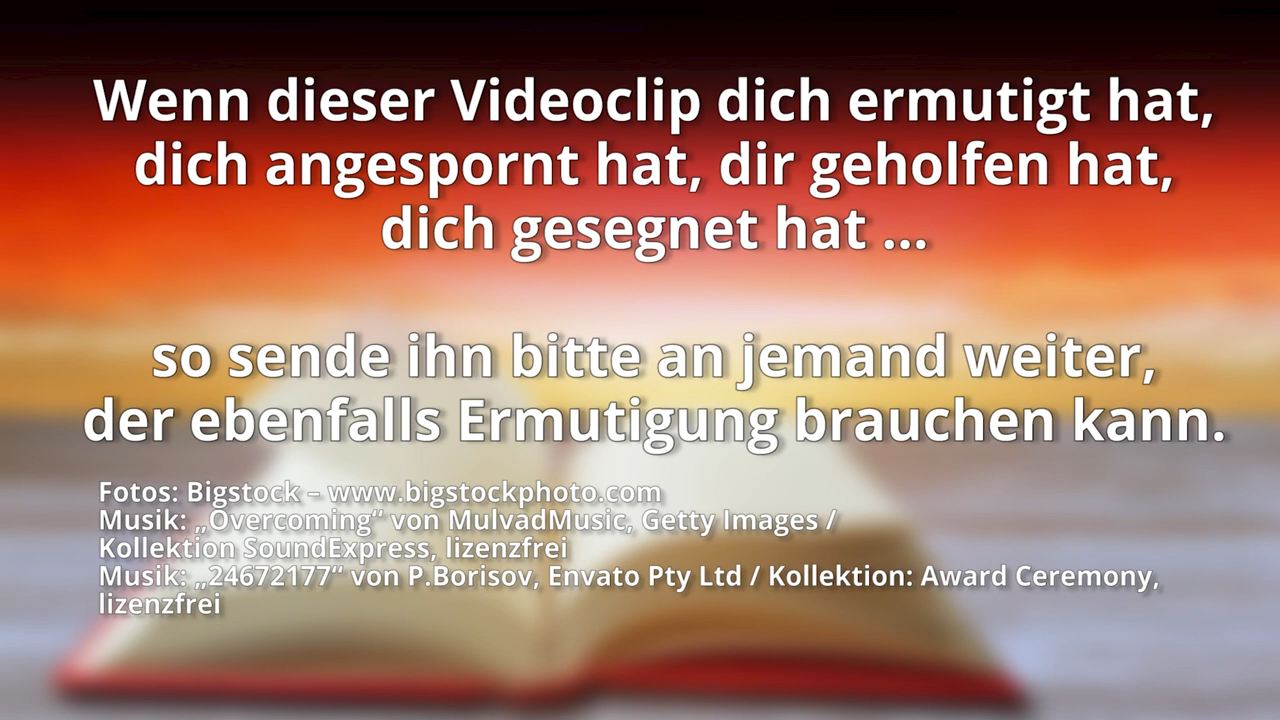 Wenn dieser Videoclip dich ermutigt hat,
dich angespornt hat, dir geholfen hat,
dich gesegnet hat ...
so sende ihn bitte an jemand weiter,
der ebenfalls Ermutigung brauchen kann.
Fotos: Bigstock – www.bigstockphoto.com
Musik: „Overcoming“ von MulvadMusic, Getty Images /
Kollektion SoundExpress, lizenzfrei
Musik: „24672177“ von P.Borisov, Envato Pty Ltd / Kollektion: Award Ceremony,
lizenzfrei